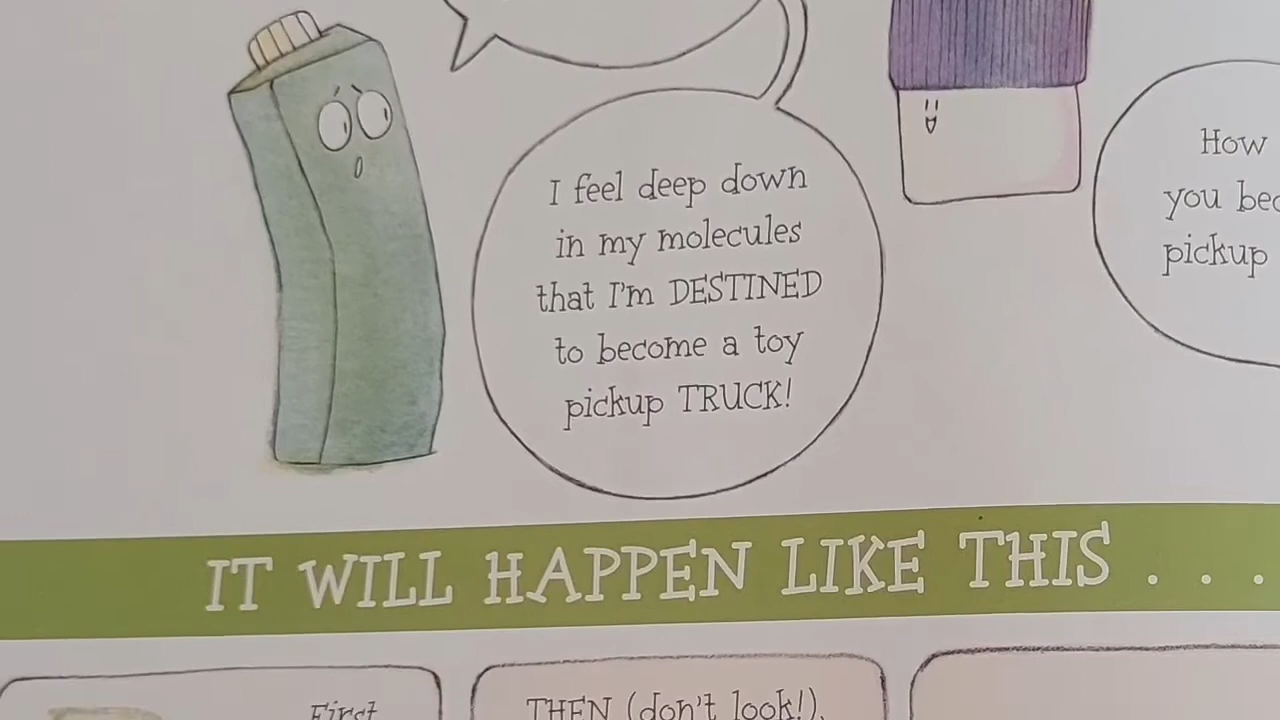 I feel deep down
in my molecules
that I'm DESTINED
to become a toy
pickup TRUCK!
How
you
pickup
IT WILL HAPPEN LIKE THIS . . .
First
THEN (don't look!),